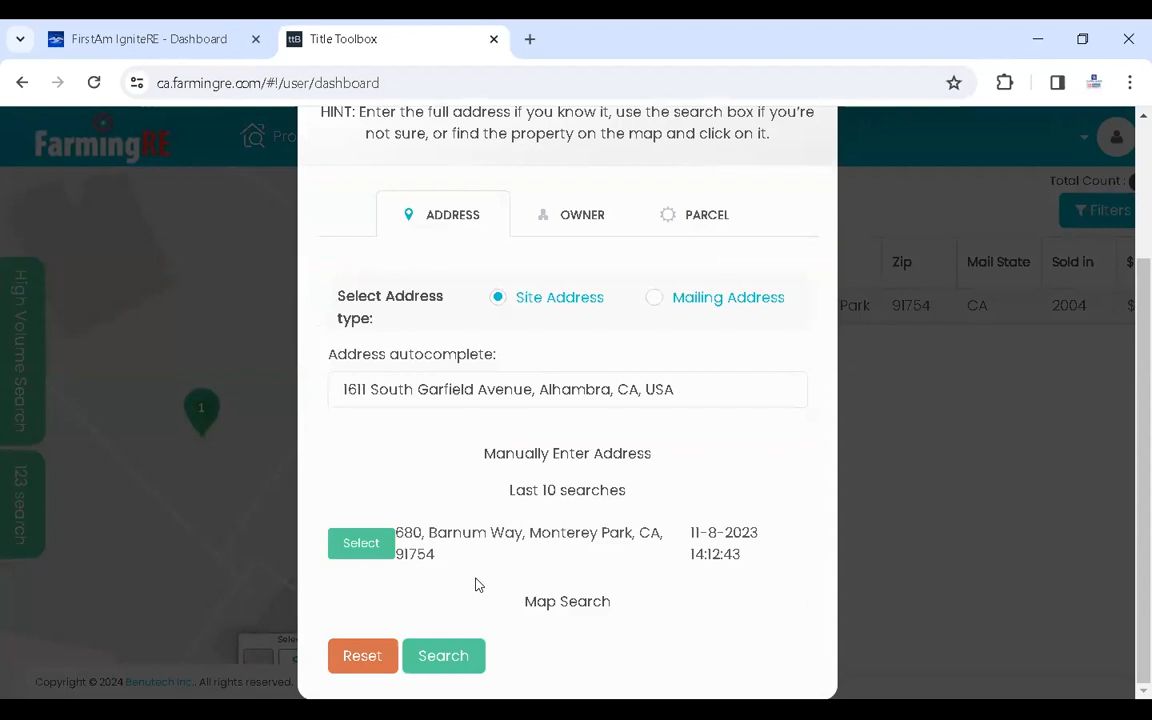 FirstAm IgniteRE - Dashboard
ttB Title Toolbox
ca.farmingre.com/#!/user/dashboard
HINT: Enter the full address if you know it, use the search box if you're
not sure, or find the property on the map and click on it.
FarmingRE
Pro
Total Count :
Filters
ADDRESS
OWNER
PARCEL
Zip
Mail State
Sold in
$
Select Address
type:
Site Address
Mailing Address
Park
91754
CA
2004
$
High Volume Search
Address autocomplete:
1611 South Garfield Avenue, Alhambra, CA, USA
1
Manually Enter Address
Last 10 searches
123 search
Select
680, Barnum Way, Monterey Park, CA,
91754
11-8-2023
14:12:43
Map Search
Sele
Reset
Search
Copyright © 2024 Benutech Inc.. All rights reserved.